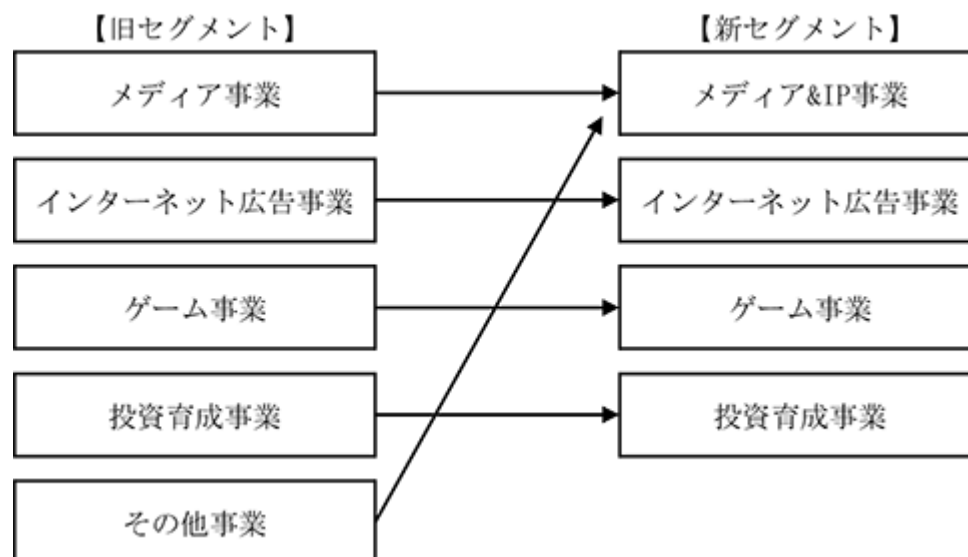 【旧セグメント】
【新セグメント】
メディア事業
メディア&IP事業
インターネット広告事業
インターネット広告事業
ゲーム事業
ゲーム事業
投資育成事業
投資育成事業
その他事業